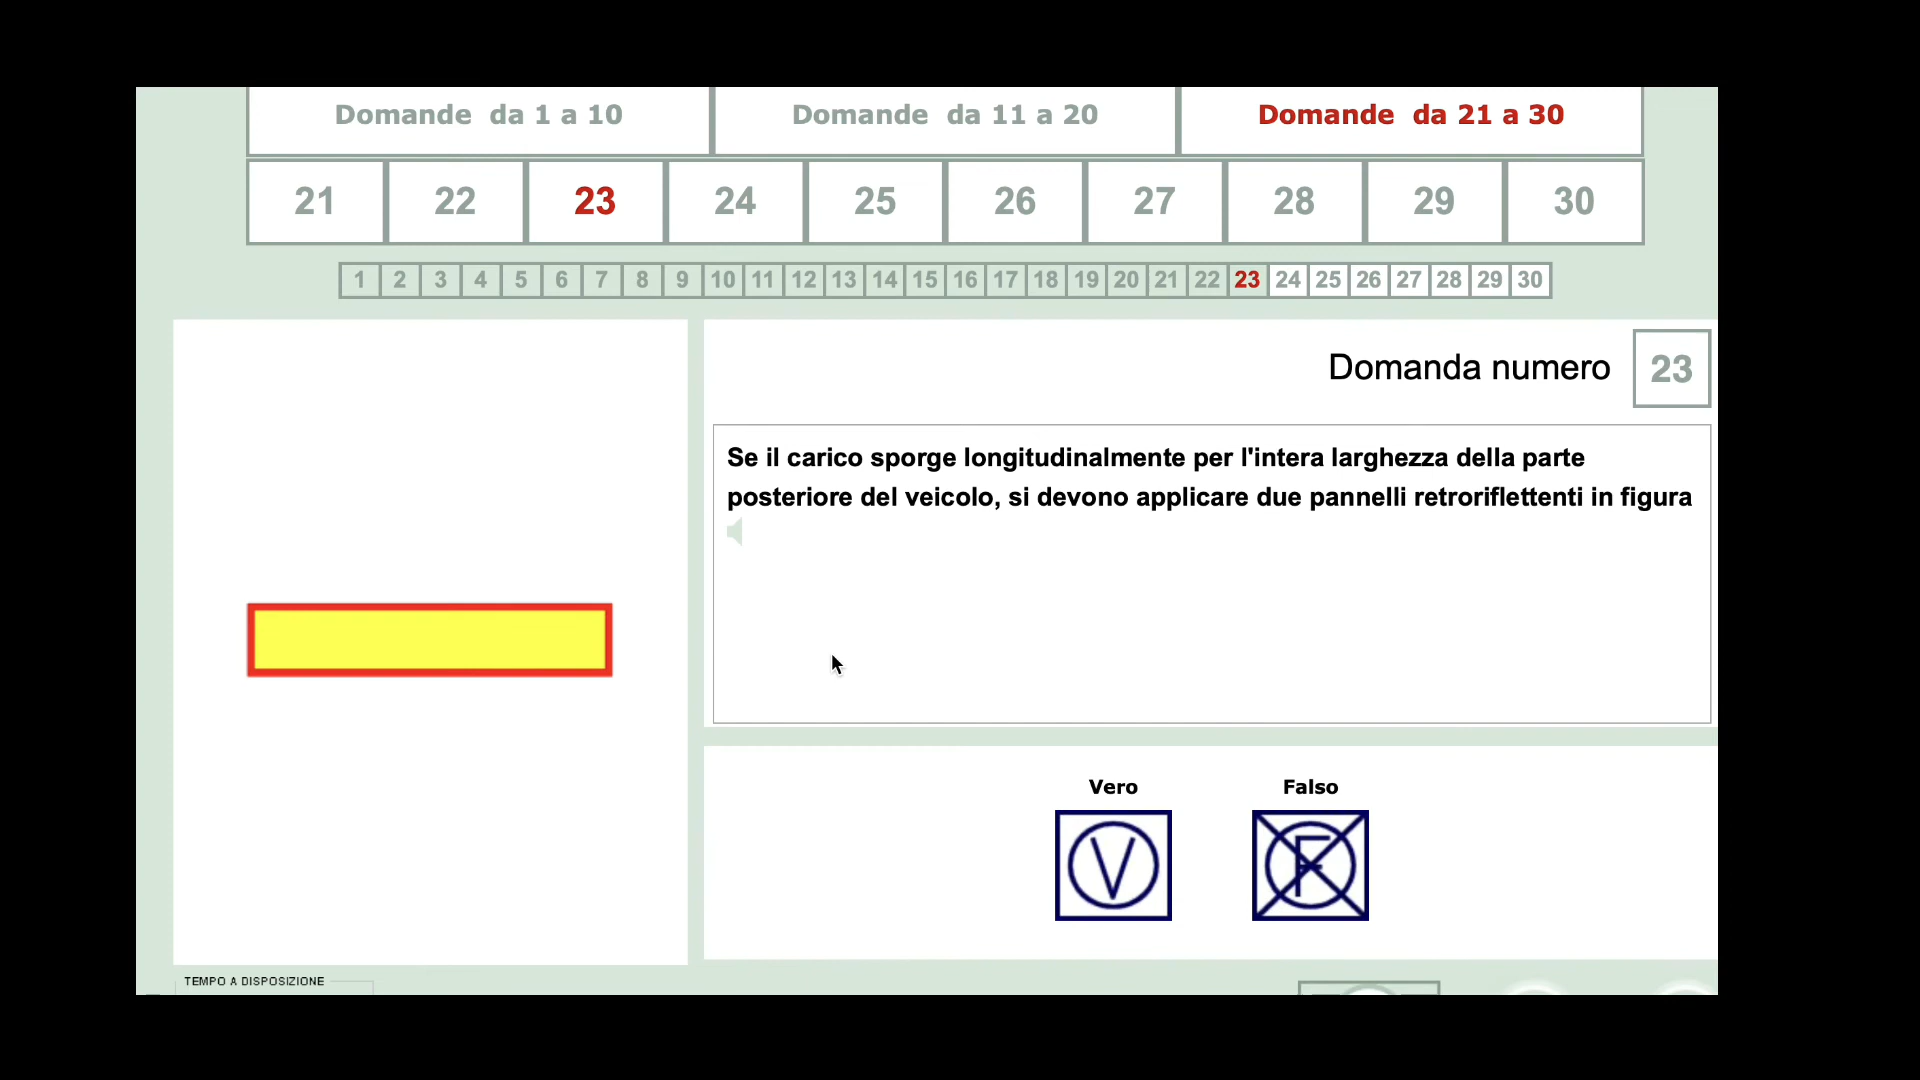 Domande da 1 a 10
Domande da 11 a 20
Domande da 21 a 30
21 22 23 24 25 26 27 28 29 30
1 2 3 4 5 6 7 8 9 10 11 12 13 14 15 16 17 18 19 20 21 22 23 24 25 26 27 28 29 30
Domanda numero 23
Se il carico sporge longitudinalmente per l'intera larghezza della parte
posteriore del veicolo, si devono applicare due pannelli retroriflettenti in figura
Vero Falso
V F
TEMPO A DISPOSIZIONE